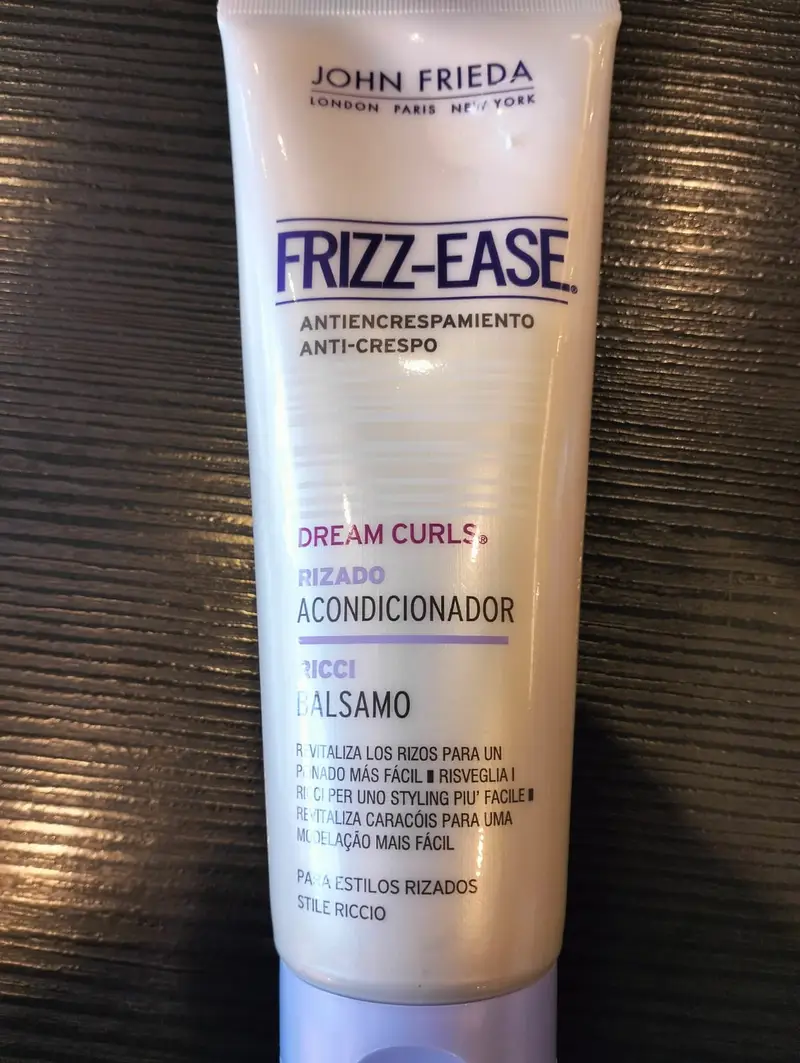 JOHN FRIEDA
LONDON PARIS NEW YORK
FRIZZ-EASE®
ANTIENCRESPAMIENTO
ANTI-CRESPO
DREAM CURLS®
RIZADO
ACONDICIONADOR
RICCI
BALSAMO
REVITALIZA LOS RIZOS PARA UN
PEINADO MÁS FÁCIL ▮ RISVEGLIA I
RICCI PER UNO STYLING PIU' FACILE ▮
REVITALIZA CARACÓIS PARA UMA
MODELAÇÃO MAIS FÁCIL
PARA ESTILOS RIZADOS
STILE RICCIO